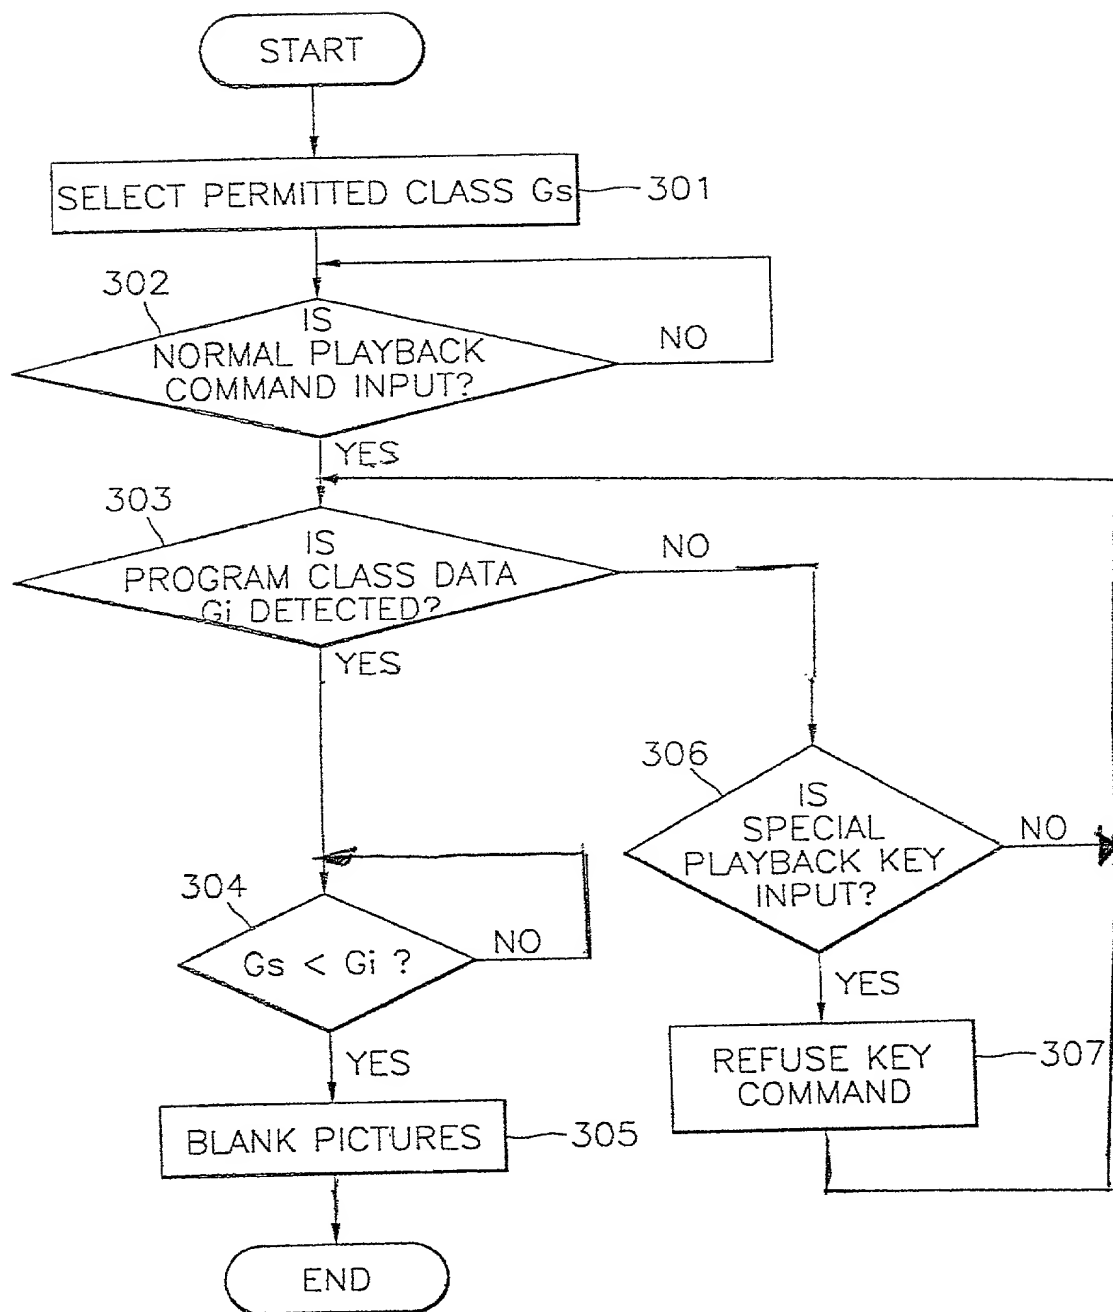 START
SELECT PERMITTED CLASS Gs
301
302
IS
NORMAL PLAYBACK
COMMAND INPUT?
NO
YES
303
IS
PROGRAM CLASS DATA
Gi DETECTED?
NO
YES
306
IS
SPECIAL
PLAYBACK KEY
INPUT?
NO
304
Gs < Gi ?
NO
YES
YES
REFUSE KEY
COMMAND
307
BLANK PICTURES
305
END